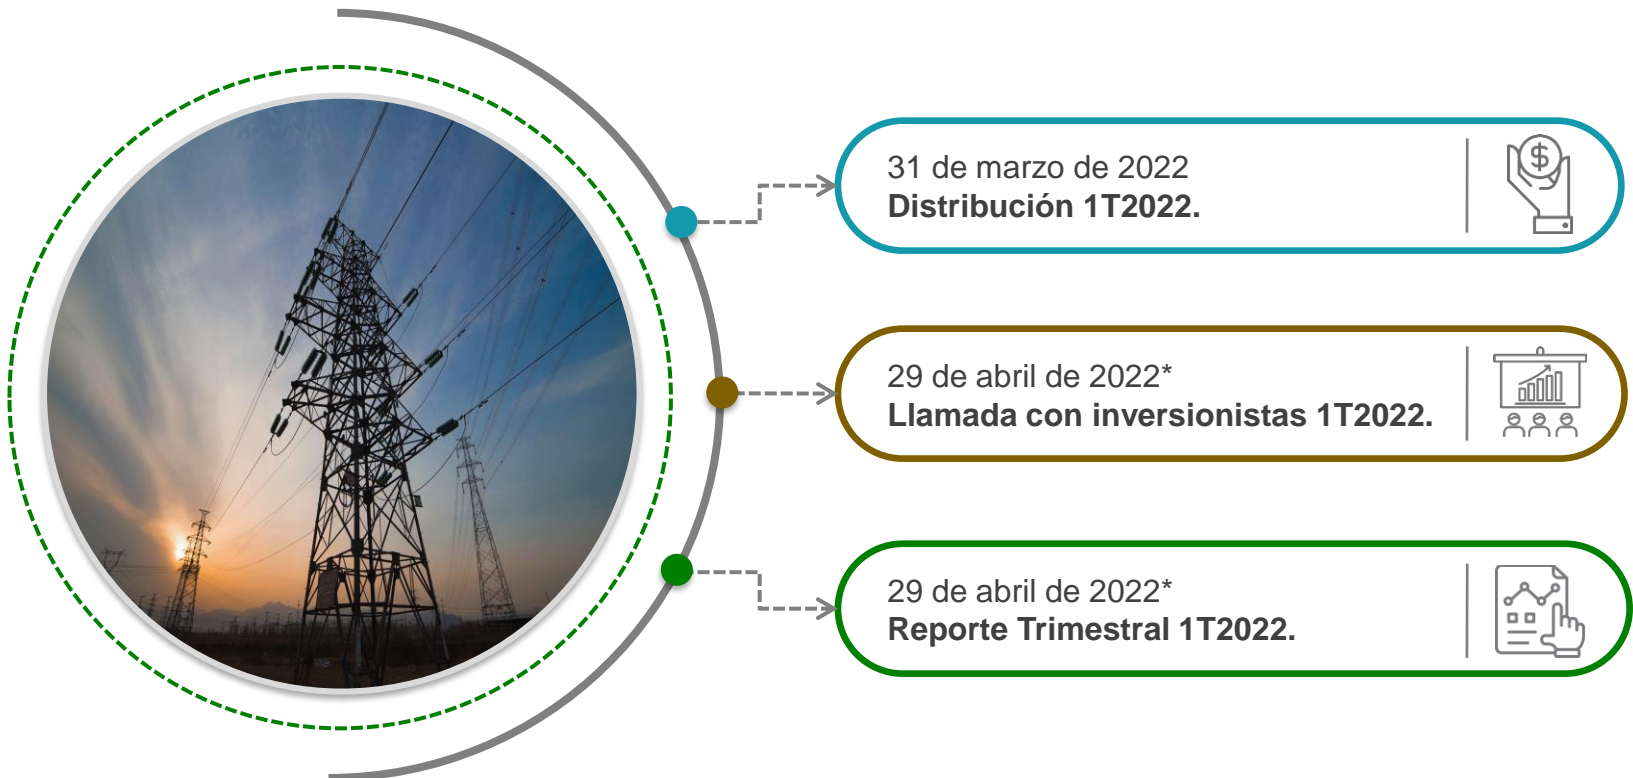 31 de marzo de 2022
Distribución 1T2022.
29 de abril de 2022*
Llamada con inversionistas 1T2022.
29 de abril de 2022*
Reporte Trimestral 1T2022.
$